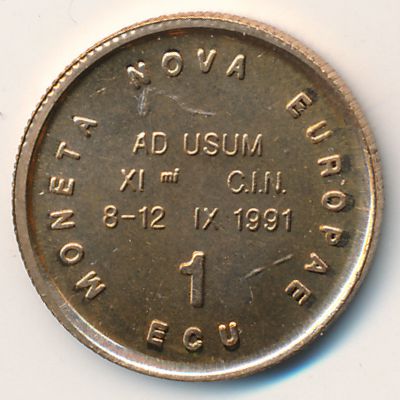 MONETA NOVA EUROPAE
AD USUM
XI mi C.I.N.
8-12 IX 1991
1
ECU